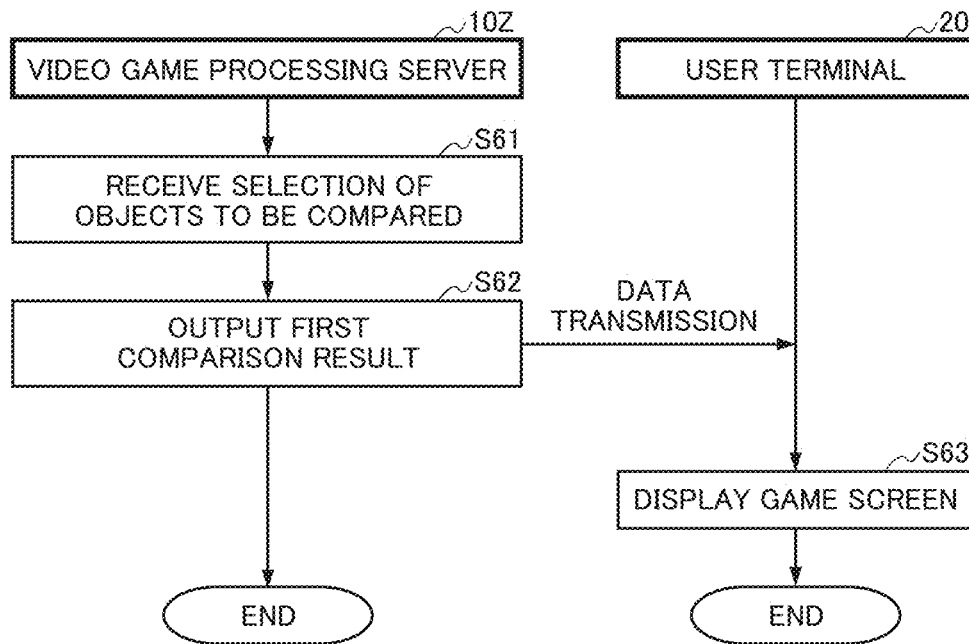 10Z
VIDEO GAME PROCESSING SERVER
20
USER TERMINAL
S61
RECEIVE SELECTION OF
OBJECTS TO BE COMPARED
S62
OUTPUT FIRST
COMPARISON RESULT
DATA
TRANSMISSION
S63
DISPLAY GAME SCREEN
END
END